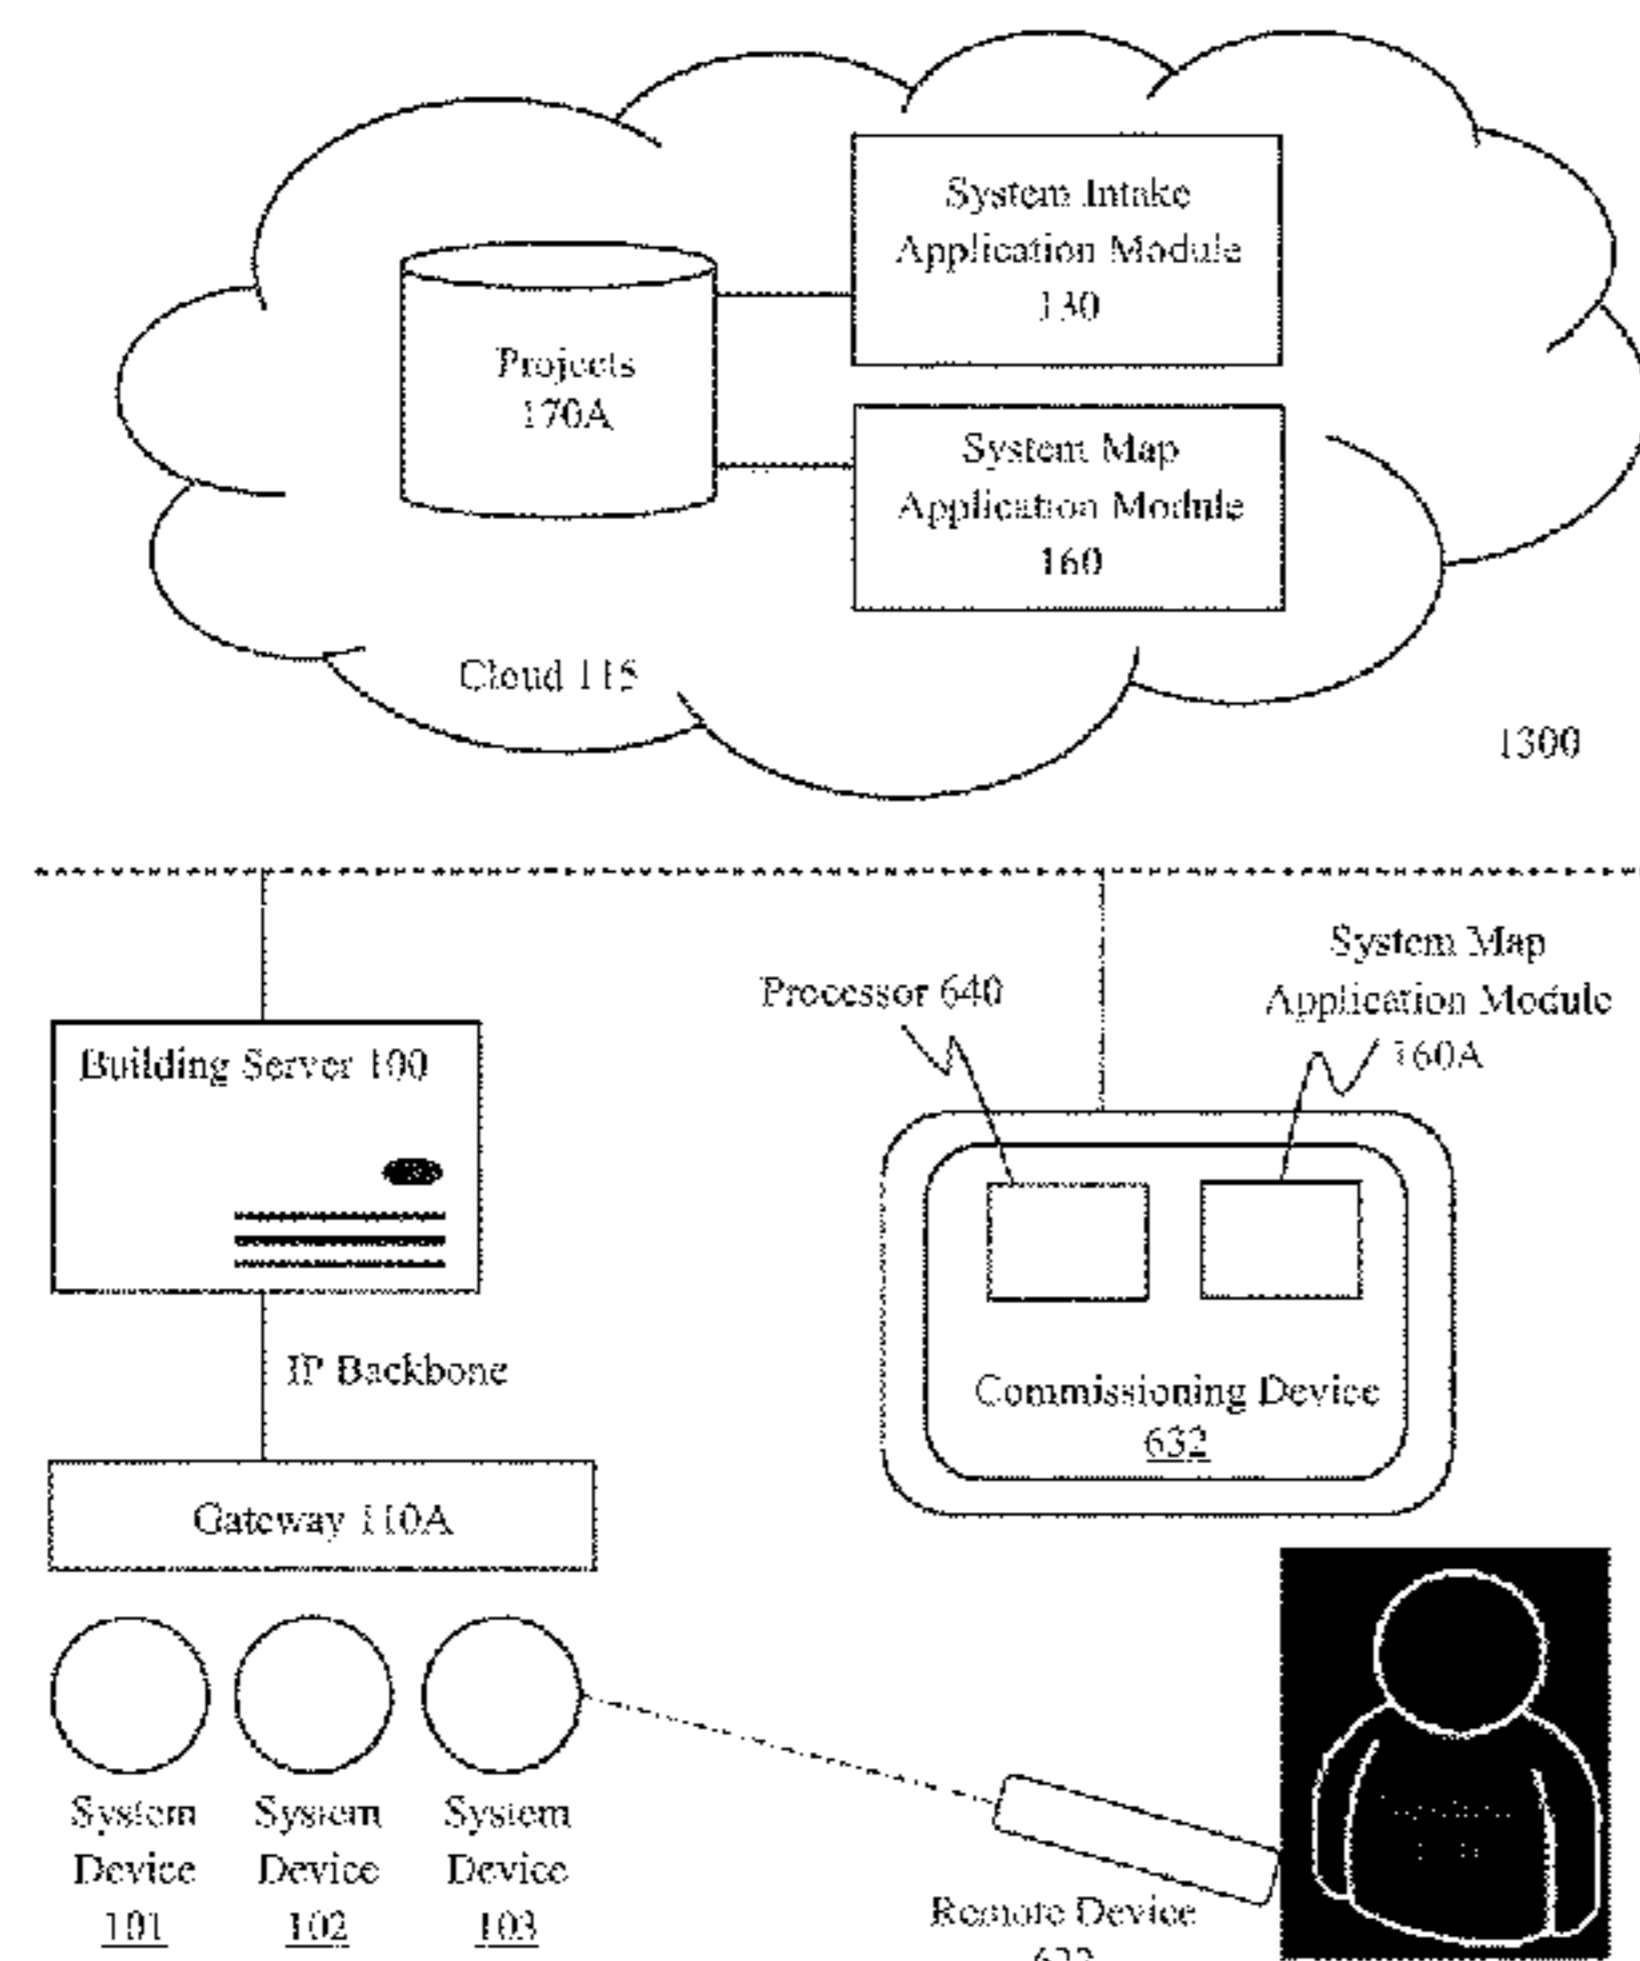 System Intake
Application Module
130
Projects
170A
System Map
Application Module
160
Cloud 115
1300
System Map
Application Module
160A
Processor 640
Building Server 100
IP Backbone
Commissioning Device
632
Gateway 110A
System
Device
101
System
Device
102
System
Device
103
Remote Device